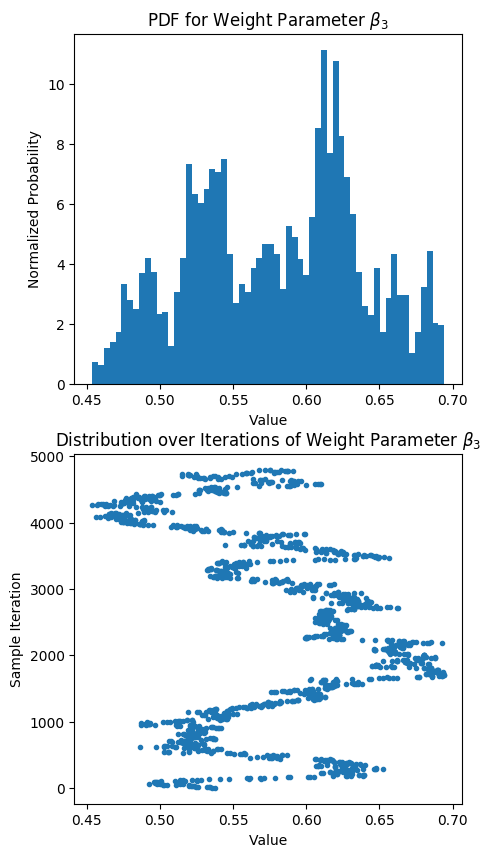 PDF for Weight Parameter β₃
10
8
6
4
2
0
Normalized Probability
0.45 0.50 0.55 0.60 0.65 0.70
Value
Distribution over Iterations of Weight Parameter β₃
5000
4000
3000
2000
1000
0
Sample Iteration
0.45 0.50 0.55 0.60 0.65 0.70
Value